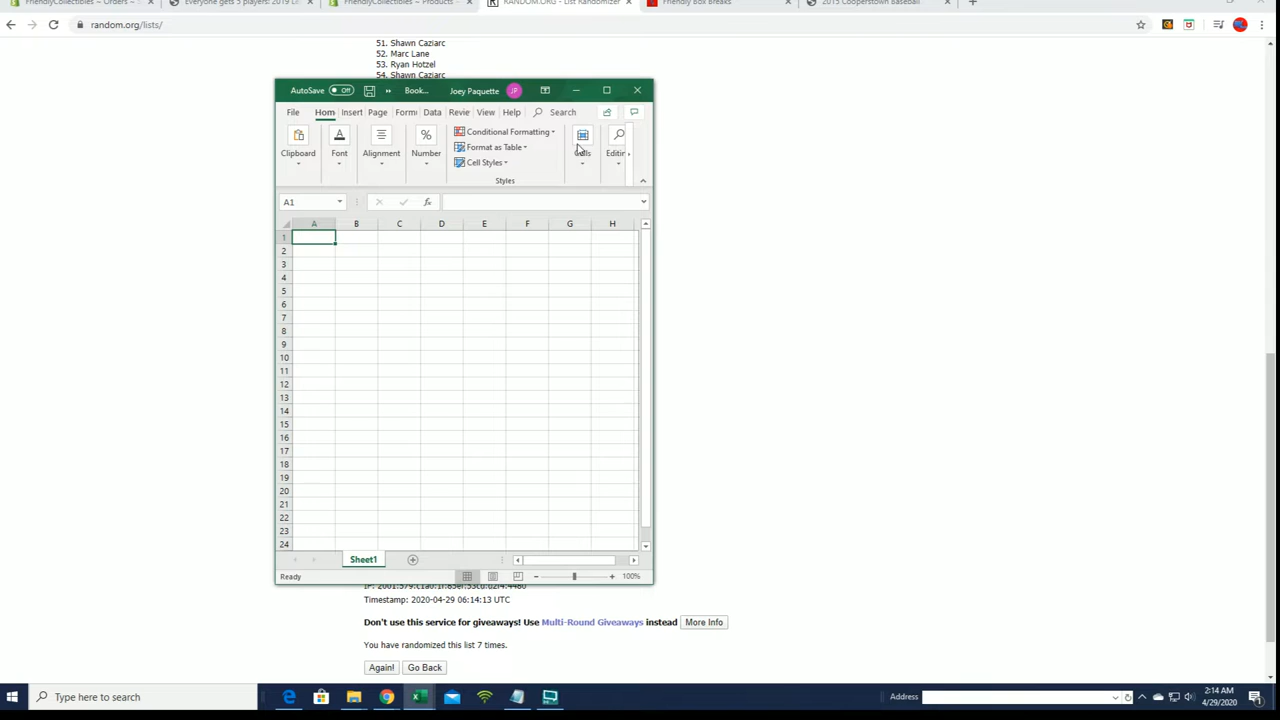 FriendlyCollectibles ~ Orders ~ S
Everyone gets 5 players! 2019 L
FriendlyCollectibles ~ Products ~
RANDOM.ORG - List Randomizer
Friendly Box Breaks
2015 Cooperstown Baseball
random.org/lists/
51. Shawn Caziarc
52. Marc Lane
53. Ryan Hotzel
54. Shawn Caziarc
AutoSave Off Book... Joey Paquette JP
File Hom Insert Page Form Data Revie View Help Search
Clipboard Font Alignment Number Conditional Formatting Cells Editin
Format as Table
Cell Styles
Styles
A1 fx
A B C D E F G H
1
2
3
4
5
6
7
8
9
10
11
12
13
14
15
16
17
18
19
20
21
22
23
24
Sheet1
Ready 100%
Timestamp: 2020-04-29 06:14:13 UTC
Don't use this service for giveaways! Use Multi-Round Giveaways instead More Info
You have randomized this list 7 times.
Again! Go Back
Type here to search Address 2:14 AM
4/29/2020
1